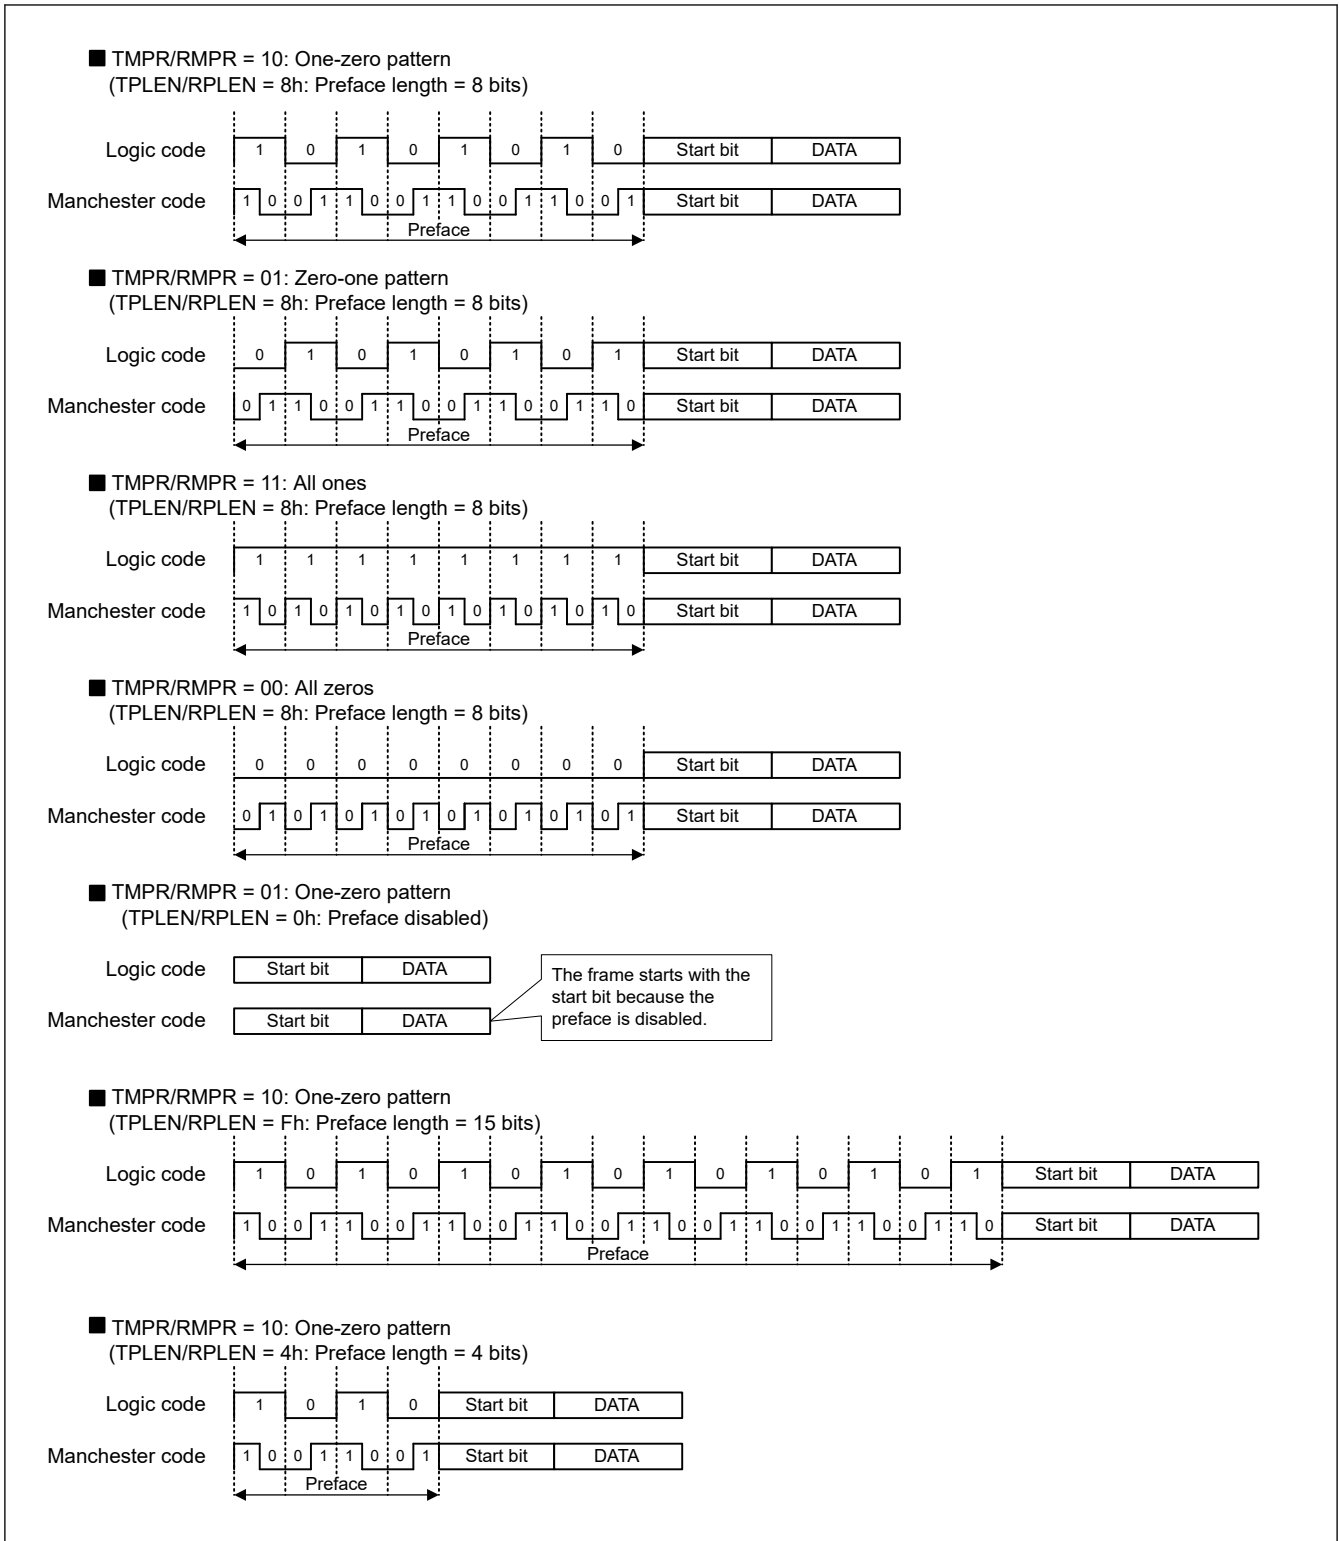 TMPR/RMPR = 10: One-zero pattern
(TPLEN/RPLEN = 8h: Preface length = 8 bits)
Logic code 1 0 1 0 1 0 1 0 Start bit DATA
Manchester code 1 0 0 1 1 0 0 1 1 0 0 1 1 0 0 1 Start bit DATA
Preface
TMPR/RMPR = 01: Zero-one pattern
(TPLEN/RPLEN = 8h: Preface length = 8 bits)
Logic code 0 1 0 1 0 1 0 1 Start bit DATA
Manchester code 0 1 1 0 0 1 1 0 0 1 1 0 0 1 1 0 Start bit DATA
Preface
TMPR/RMPR = 11: All ones
(TPLEN/RPLEN = 8h: Preface length = 8 bits)
Logic code 1 1 1 1 1 1 1 1 Start bit DATA
Manchester code 1 0 1 0 1 0 1 0 1 0 1 0 1 0 1 0 Start bit DATA
Preface
TMPR/RMPR = 00: All zeros
(TPLEN/RPLEN = 8h: Preface length = 8 bits)
Logic code 0 0 0 0 0 0 0 0 Start bit DATA
Manchester code 0 1 0 1 0 1 0 1 0 1 0 1 0 1 0 1 Start bit DATA
Preface
TMPR/RMPR = 01: One-zero pattern
(TPLEN/RPLEN = 0h: Preface disabled)
Logic code Start bit DATA
Manchester code Start bit DATA
The frame starts with the
start bit because the
preface is disabled.
TMPR/RMPR = 10: One-zero pattern
(TPLEN/RPLEN = Fh: Preface length = 15 bits)
Logic code 1 0 1 0 1 0 1 0 1 0 1 0 1 0 1 Start bit DATA
Manchester code 1 0 0 1 1 0 0 1 1 0 0 1 1 0 0 1 1 0 0 1 1 0 0 1 1 0 0 1 1 0 Start bit DATA
Preface
TMPR/RMPR = 10: One-zero pattern
(TPLEN/RPLEN = 4h: Preface length = 4 bits)
Logic code 1 0 1 0 Start bit DATA
Manchester code 1 0 0 1 1 0 0 1 Start bit DATA
Preface